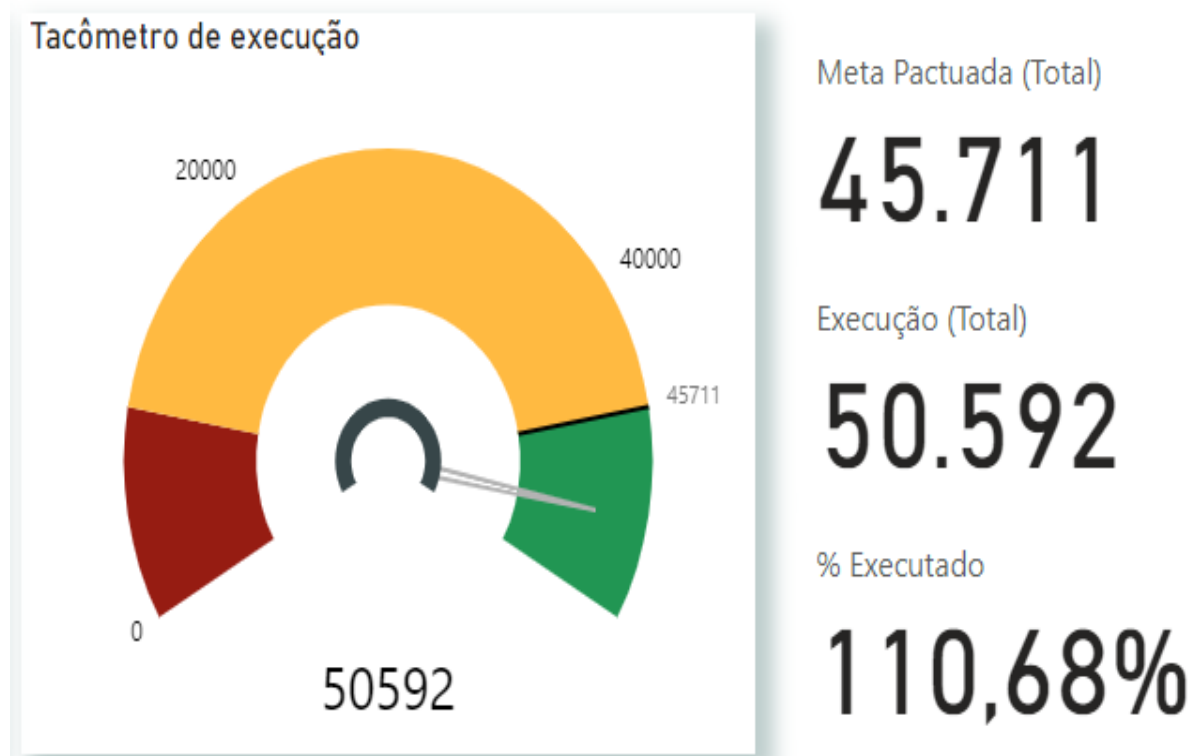 Tacômetro de execução
20000
40000
45711
0
50592
Meta Pactuada (Total)
45.711
Execução (Total)
50.592
% Executado
110,68%